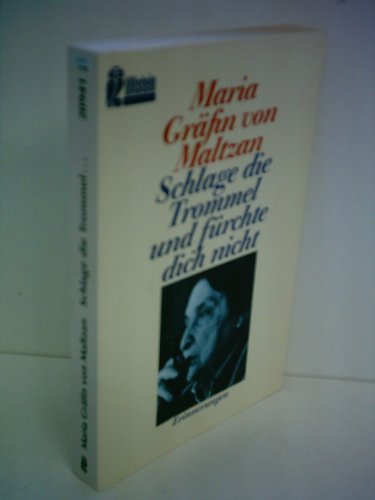 Ullstein
Maria
Gräfin von
Maltzan
Schlage die
Trommel
und fürchte
dich nicht
Erinnerungen
Maria Gräfin von Maltzan Schlage die Trommel...